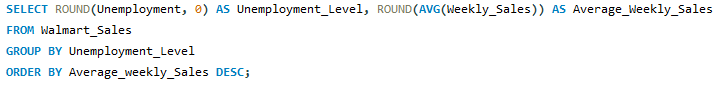 SELECT ROUND(Unemployment, 0) AS Unemployment_Level, ROUND(AVG(Weekly_Sales)) AS Average_Weekly_Sales
FROM Walmart_Sales
GROUP BY Unemployment_Level
ORDER BY Average_weekly_Sales DESC;